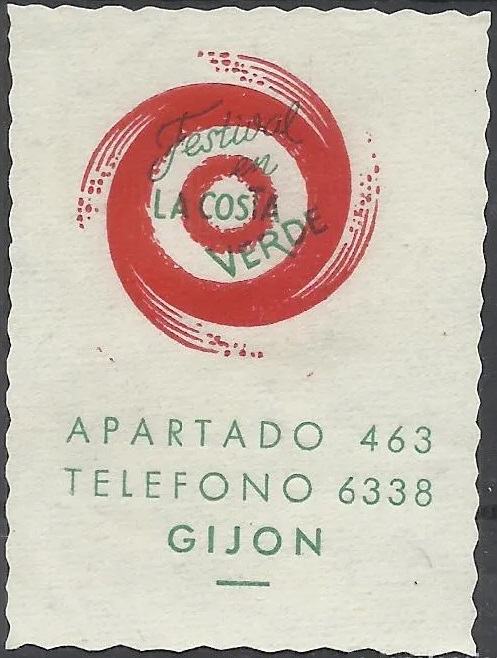 Festival
en
LA COSTA
VERDE
APARTADO 463
TELEFONO 6338
GIJON